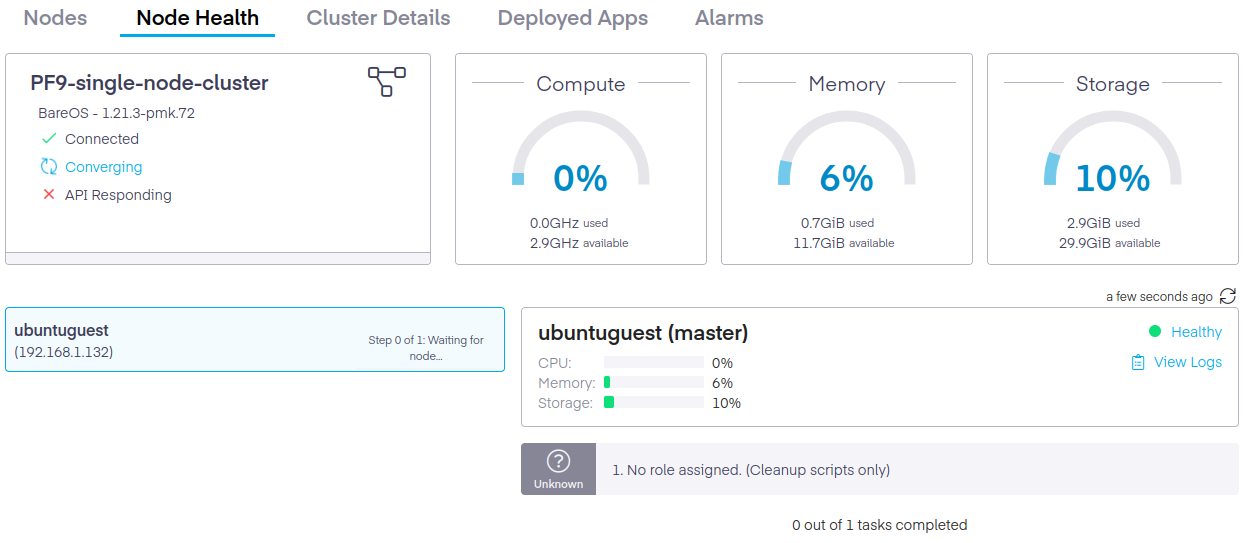 Nodes Node Health Cluster Details Deployed Apps Alarms
PF9-single-node-cluster
BareOS - 1.21.3-pmk.72
Connected
Converging
API Responding
Compute
0%
0.0GHz used
2.9GHz available
Memory
6%
0.7GiB used
11.7GiB available
Storage
10%
2.9GiB used
29.9GiB available
a few seconds ago
ubuntuguest
(192.168.1.132)
Step 0 of 1: Waiting for
node...
ubuntuguest (master)
Healthy
View Logs
CPU: 0%
Memory: 6%
Storage: 10%
Unknown
1. No role assigned. (Cleanup scripts only)
0 out of 1 tasks completed